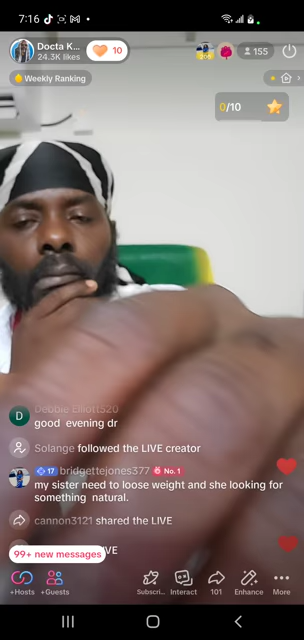 7:16
Docta K...
24.3K likes
10
155
Weekly Ranking
0/10
Debbie Elliott520
D
good evening dr
Solange followed the LIVE creator
17 bridgettejones377 No. 1
my sister need to loose weight and she looking for
something natural.
cannon3121 shared the LIVE
99+ new messages
VE
+Hosts
+Guests
Subscri...
Interact
101
Enhance
More